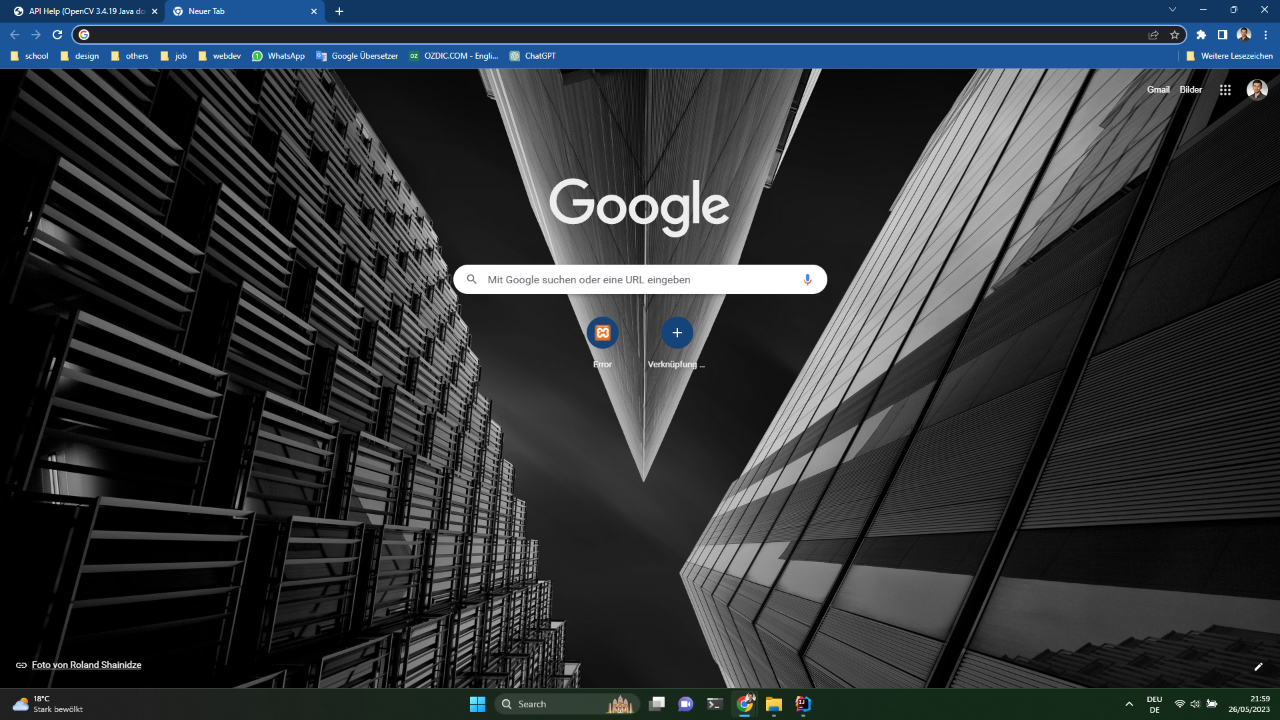 API Help (OpenCV 3.4.19 Java do
Neuer Tab
school
design
others
job
webdev
WhatsApp
Google Übersetzer
OZDIC.COM - Engli...
ChatGPT
Weitere Lesezeichen
Gmail
Bilder
Google
Mit Google suchen oder eine URL eingeben
Error
Verknüpfung ...
Foto von Roland Shainidze
18°C
Stark bewölkt
Search
DEU
DE
21:59
26/05/2023